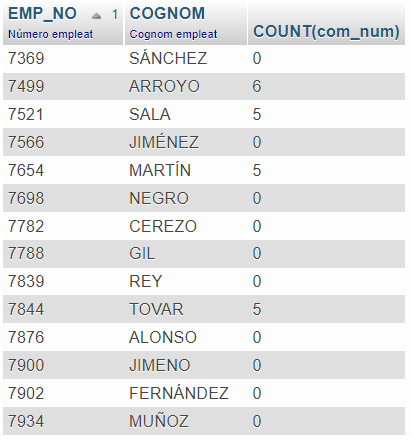 EMP_NO 1 COGNOM COUNT(com_num)
Número empleat Cognom empleat
7369 SÁNCHEZ 0
7499 ARROYO 6
7521 SALA 5
7566 JIMÉNEZ 0
7654 MARTÍN 5
7698 NEGRO 0
7782 CEREZO 0
7788 GIL 0
7839 REY 0
7844 TOVAR 5
7876 ALONSO 0
7900 JIMENO 0
7902 FERNÁNDEZ 0
7934 MUÑOZ 0